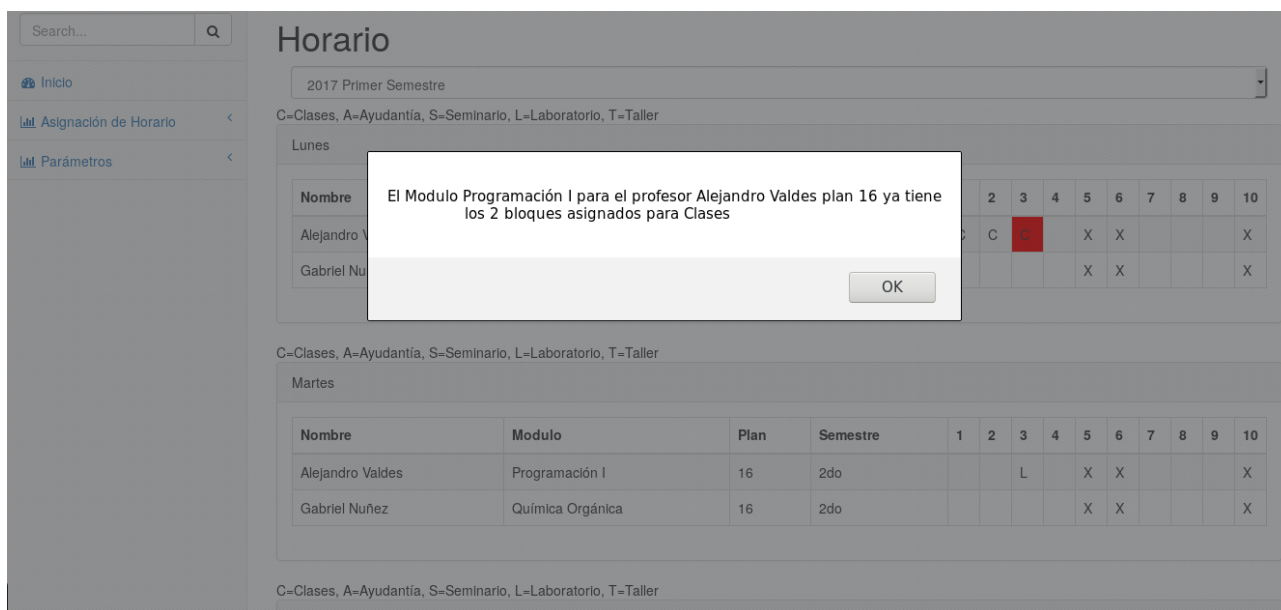 Search...
Horario
Inicio
2017 Primer Semestre
Asignación de Horario
C=Clases, A=Ayudantía, S=Seminario, L=Laboratorio, T=Taller
Parámetros
Lunes
El Modulo Programación I para el profesor Alejandro Valdes plan 16 ya tiene
los 2 bloques asignados para Clases
OK
Nombre 2 3 4 5 6 7 8 9 10
Alejandro C C X X X
Gabriel X X X
C=Clases, A=Ayudantía, S=Seminario, L=Laboratorio, T=Taller
Martes
Nombre Modulo Plan Semestre 1 2 3 4 5 6 7 8 9 10
Alejandro Valdes Programación I 16 2do L X X X
Gabriel Nuñez Química Orgánica 16 2do X X X
C=Clases, A=Ayudantía, S=Seminario, L=Laboratorio, T=Taller